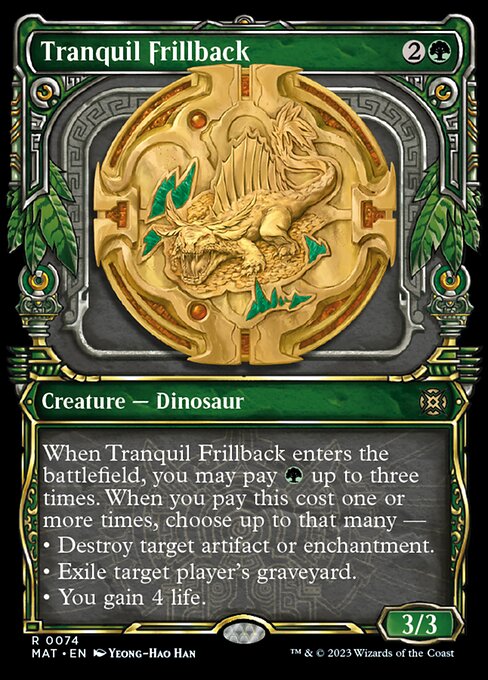 Tranquil Frillback 2
Creature — Dinosaur
When Tranquil Frillback enters the
battlefield, you may pay up to three
times. When you pay this cost one or
more times, choose up to that many —
• Destroy target artifact or enchantment.
• Exile target player's graveyard.
• You gain 4 life.
3/3
R 0074
MAT • EN Yeong-Hao Han
™ & © 2023 Wizards of the Coast